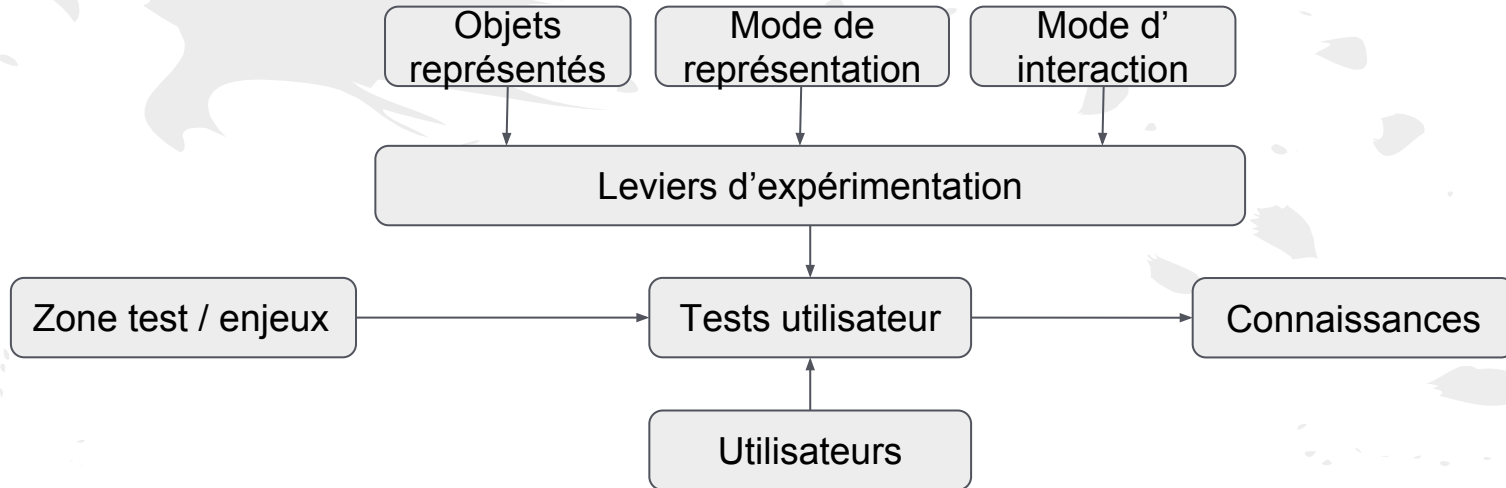 Objets
représentés
Mode de
représentation
Mode d’
interaction
Leviers d’expérimentation
Zone test / enjeux
Tests utilisateur
Connaissances
Utilisateurs